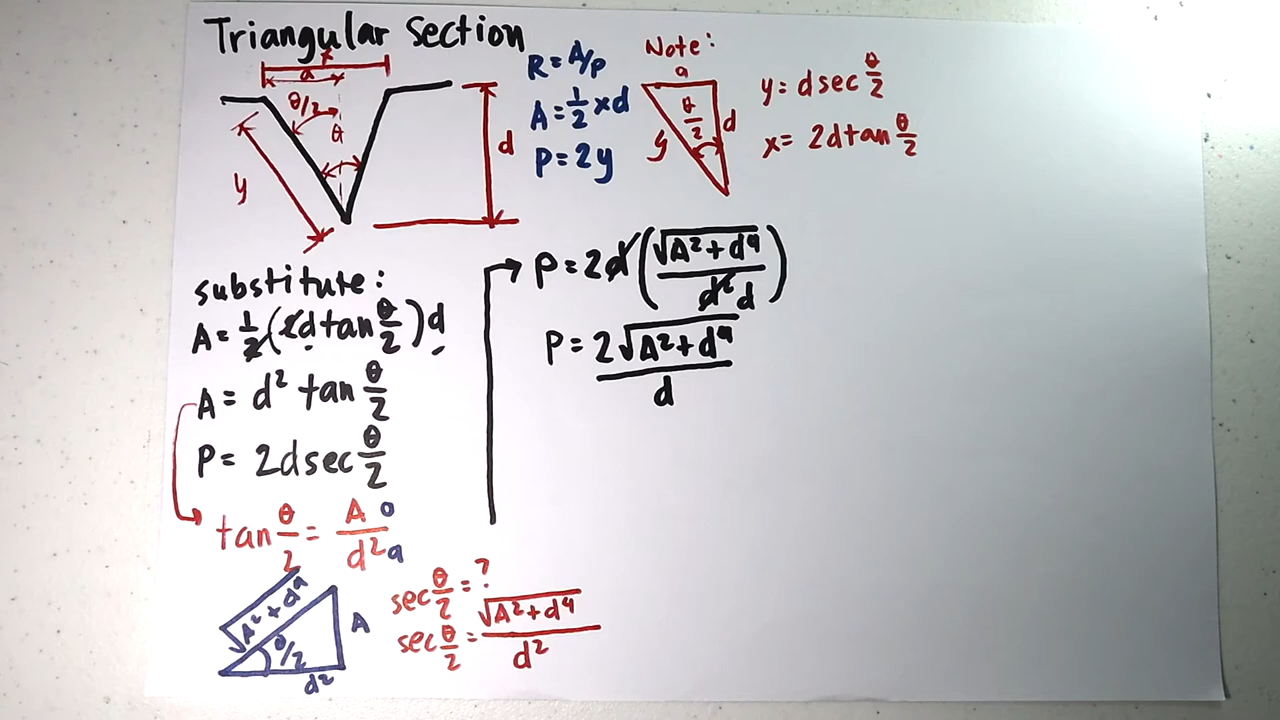 Triangular Section
x
a
θ/2
θ
y
d
R = A/P
A = 1/2 xd
P = 2y
Note:
a
θ/2
d
y
y = d sec θ/2
x = 2d tan θ/2
substitute:
A = 1/2 (2d tan θ/2) d
A = d² tan θ/2
P = 2d sec θ/2
tan θ/2 = A o / d² a
√A² + d⁴
θ/2
A
d²
sec θ/2 = ?
sec θ/2 = √A² + d⁴ / d²
P = 2d (√A² + d⁴ / d² d)
P = 2√A² + d⁴ / d